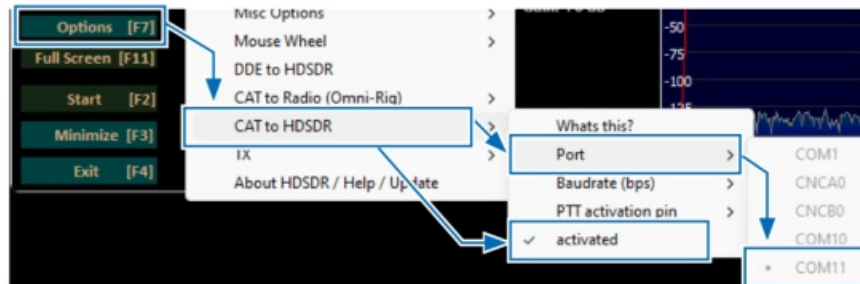 Options [F7]
Full Screen [F11]
Start [F2]
Minimize [F3]
Exit [F4]
Misc Options
Mouse Wheel
DDE to HDSDR
CAT to Radio (Omni-Rig)
CAT to HDSDR
TX
About HDSDR / Help / Update
Whats this?
Port
Baudrate (bps)
PTT activation pin
✓ activated
COM1
CNCA0
CNCB0
COM10
• COM11
-50
-75
-100
-125